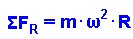 ΣF_R = m · ω² · R